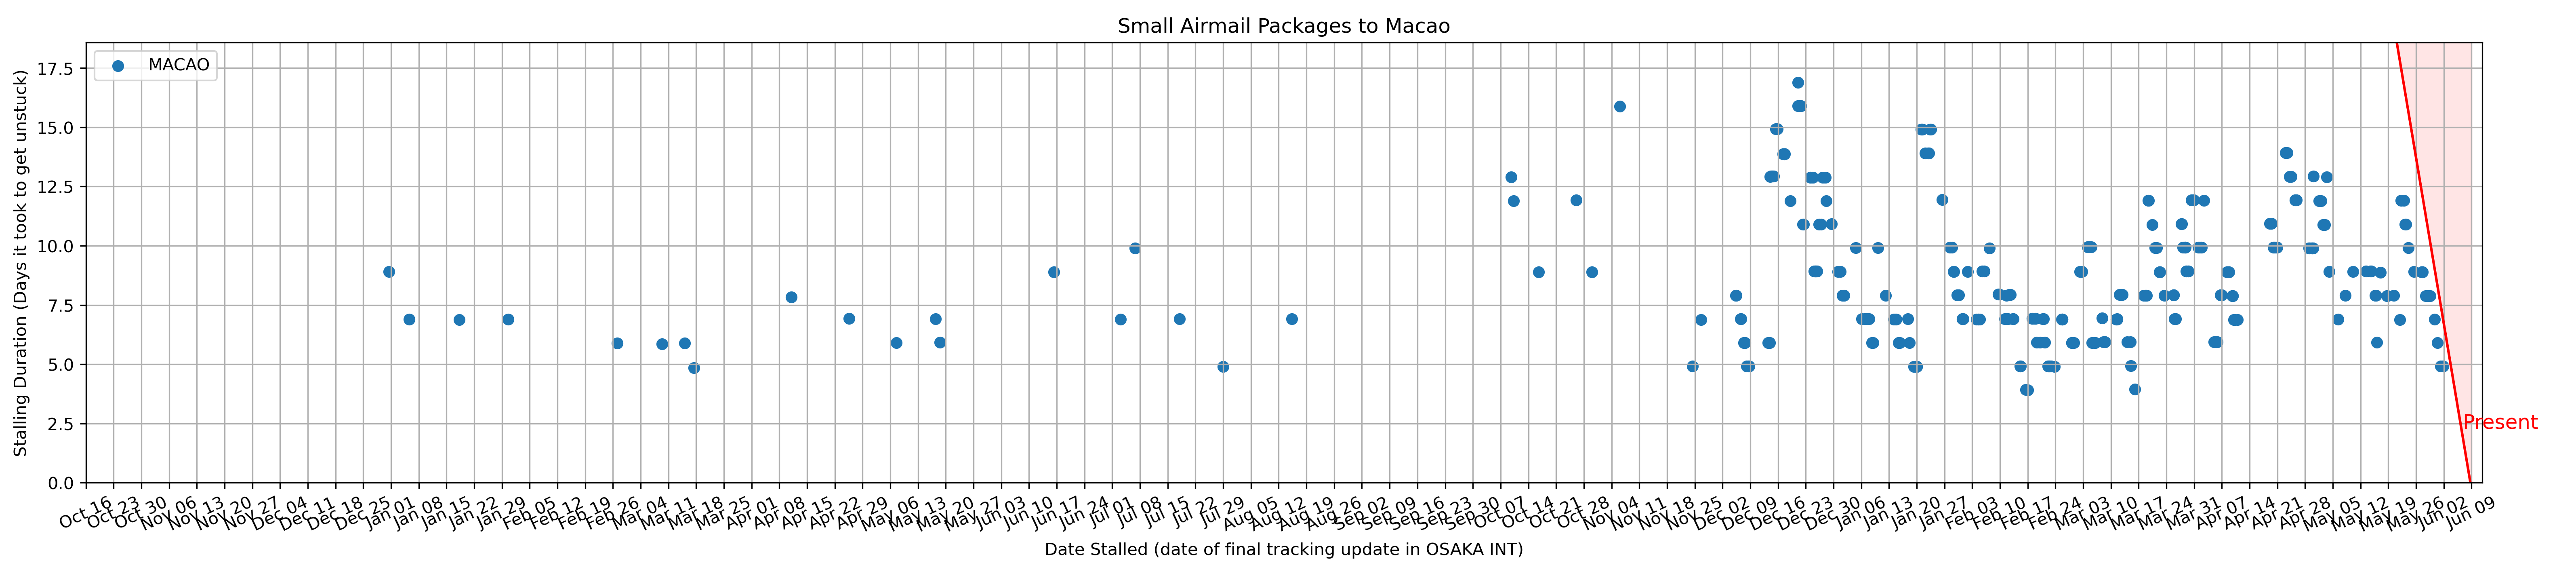 Small Airmail Packages to Macao
MACAO
Stalling Duration (Days it took to get unstuck)
17.5
15.0
12.5
10.0
7.5
5.0
2.5
0.0
Present
Oct 16
Oct 23
Oct 30
Nov 06
Nov 13
Nov 20
Nov 27
Dec 04
Dec 11
Dec 18
Dec 25
Jan 01
Jan 08
Jan 15
Jan 22
Jan 29
Feb 05
Feb 12
Feb 19
Feb 26
Mar 04
Mar 11
Mar 18
Mar 25
Apr 01
Apr 08
Apr 15
Apr 22
Apr 29
May 06
May 13
May 20
May 27
Jun 03
Jun 10
Jun 17
Jun 24
Jul 01
Jul 08
Jul 15
Jul 22
Jul 29
Aug 05
Aug 12
Aug 19
Aug 26
Sep 02
Sep 09
Sep 16
Sep 23
Sep 30
Oct 07
Oct 14
Oct 21
Oct 28
Nov 04
Nov 11
Nov 18
Nov 25
Dec 02
Dec 09
Dec 16
Dec 23
Dec 30
Jan 06
Jan 13
Jan 20
Jan 27
Feb 03
Feb 10
Feb 17
Feb 24
Mar 03
Mar 10
Mar 17
Mar 24
Mar 31
Apr 07
Apr 14
Apr 21
Apr 28
May 05
May 12
May 19
May 26
Jun 02
Jun 09
Date Stalled (date of final tracking update in OSAKA INT)